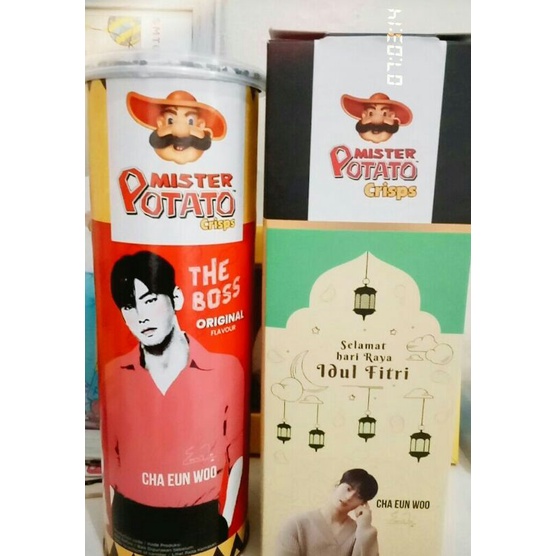 MISTER
POTATO
Crisps
THE
BOSS
ORIGINAL
FLAVOUR
CHA EUN WOO
MISTER
POTATO
Crisps
Selamat
hari Raya
Idul Fitri
CHA EUN WOO